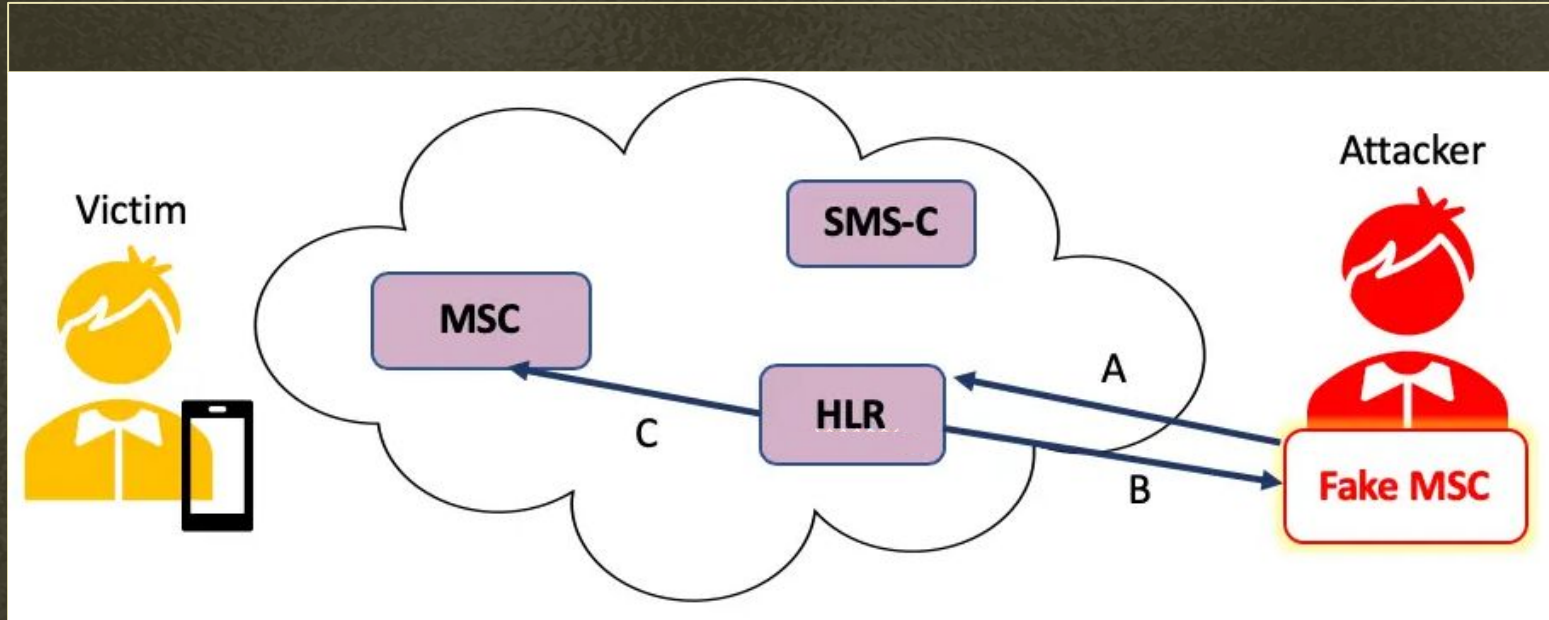 Attacker
Victim
SMS-C
MSC
A
HLR
C
Fake MSC
B